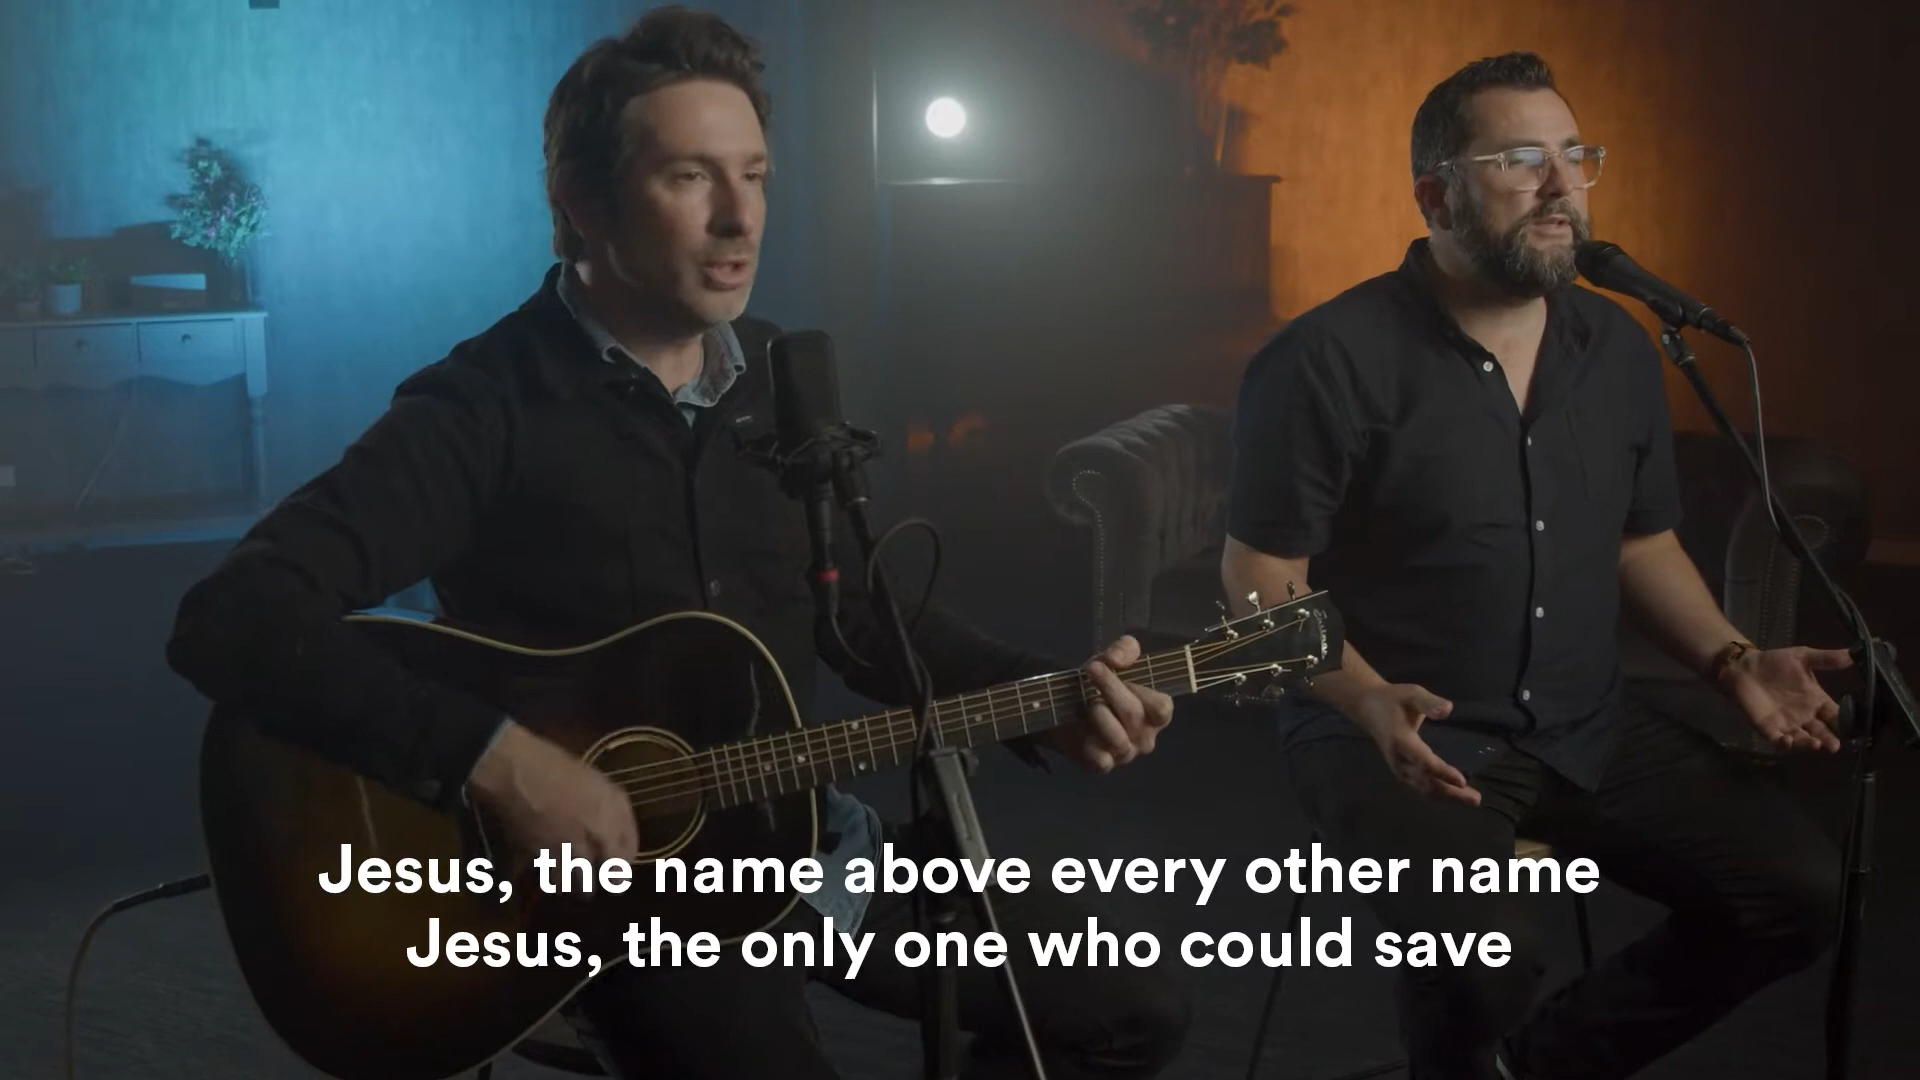 Jesus, the name above every other name
Jesus, the only one who could save